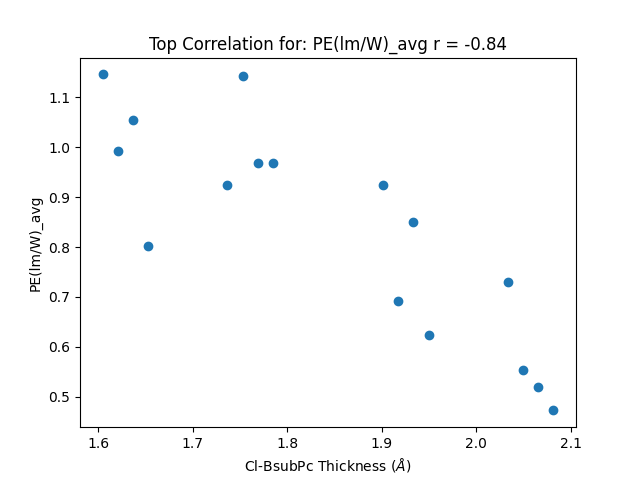 Top Correlation for: PE(lm/W)_avg r = -0.84
1.1
1.0
0.9
0.8
0.7
0.6
0.5
PE(lm/W)_avg
1.6 1.7 1.8 1.9 2.0 2.1
Cl-BsubPc Thickness (Å)